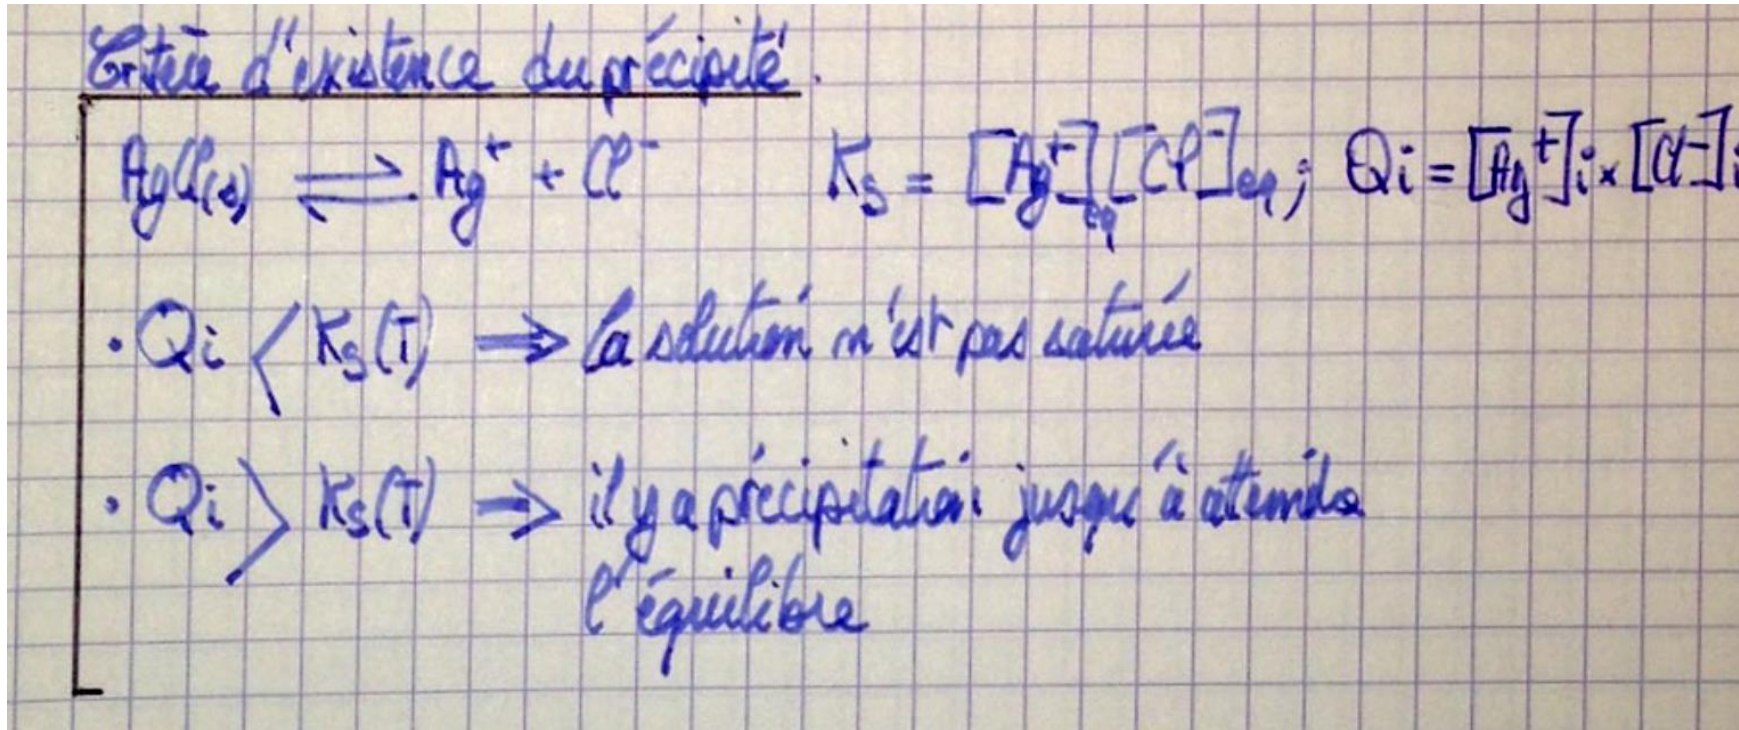 Critère d'existence du précipité.
AgCl(s) ⇌ Ag⁺ + Cl⁻ Ks = [Ag⁺]eq [Cl⁻]eq ; Qi = [Ag⁺]i × [Cl⁻]i
• Qi < Ks(T) ⇒ la solution n'est pas saturée
• Qi > Ks(T) ⇒ il y a précipitation jusqu'à atteindre
l'équilibre